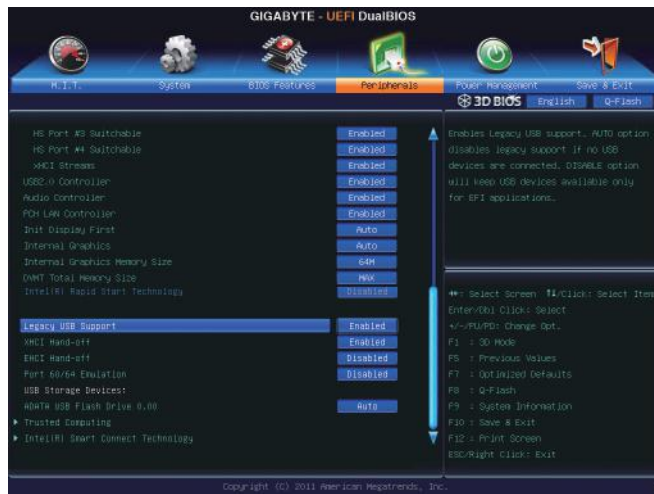 GIGABYTE - UEFI DualBIOS
M.I.T. System BIOS Features Peripherals Power Management Save & Exit
3D BIOS English Q-Flash
HS Port #3 Switchable Enabled
HS Port #4 Switchable Enabled
xHCI Streams Enabled
USB2.0 Controller Enabled
Audio Controller Enabled
PCH LAN Controller Enabled
Init Display First Auto
Internal Graphics Auto
Internal Graphics Memory Size 64M
DVMT Total Memory Size MAX
Intel(R) Rapid Start Technology Disabled
Legacy USB Support Enabled
XHCI Hand-off Enabled
EHCI Hand-off Disabled
Port 60/64 Emulation Disabled
USB Storage Devices:
ADATA USB Flash Drive 0.00 Auto
Trusted Computing
Intel(R) Smart Connect Technology
Enables Legacy USB support. AUTO option
disables legacy support if no USB
devices are connected. DISABLE option
will keep USB devices available only
for EFI applications.
↔: Select Screen ↑↓/Click: Select Item
Enter/Dbl Click: Select
+/-/PU/PD: Change Opt.
F1 : 3D Mode
F5 : Previous Values
F7 : Optimized Defaults
F8 : Q-Flash
F9 : System Information
F10 : Save & Exit
F12 : Print Screen
ESC/Right Click: Exit
Copyright (C) 2011 American Megatrends, Inc.